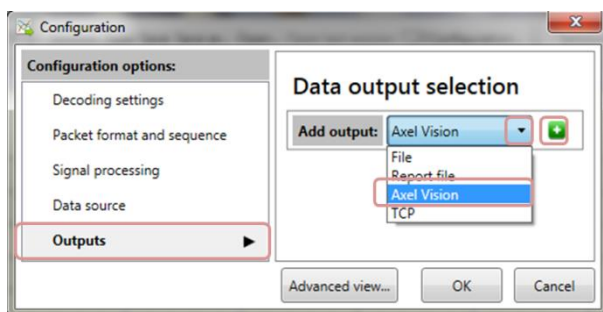 Configuration
Configuration options:
Decoding settings
Packet format and sequence
Signal processing
Data source
Outputs
Data output selection
Add output: Axel Vision
File
Report file
Axel Vision
TCP
Advanced view...
OK
Cancel